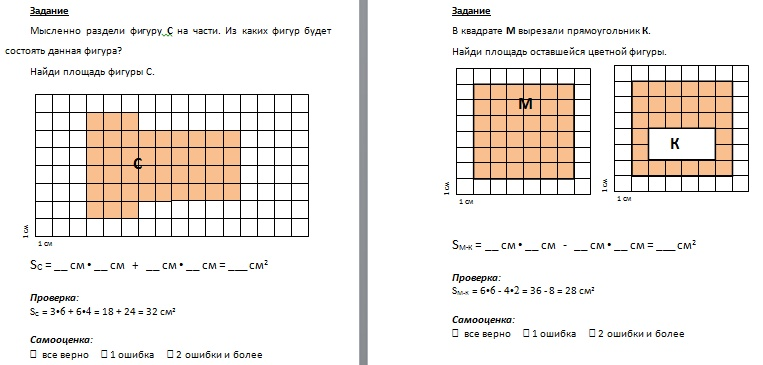 Задание
Мысленно раздели фигуру С на части. Из каких фигур будет
состоять данная фигура?
Найди площадь фигуры С.
С
1 см
1 см
Sс = __ см • __ см + __ см • __ см = ___ см²
Проверка:
Sс = 3•6 + 6•4 = 18 + 24 = 32 см²
Самооценка:
□ все верно □ 1 ошибка □ 2 ошибки и более
Задание
В квадрате М вырезали прямоугольник К.
Найди площадь оставшейся цветной фигуры.
М
К
1 см
1 см
1 см
1 см
Sм-к = __ см • __ см - __ см • __ см = ___ см²
Проверка:
Sм-к = 6•6 - 4•2 = 36 - 8 = 28 см²
Самооценка:
□ все верно □ 1 ошибка □ 2 ошибки и более